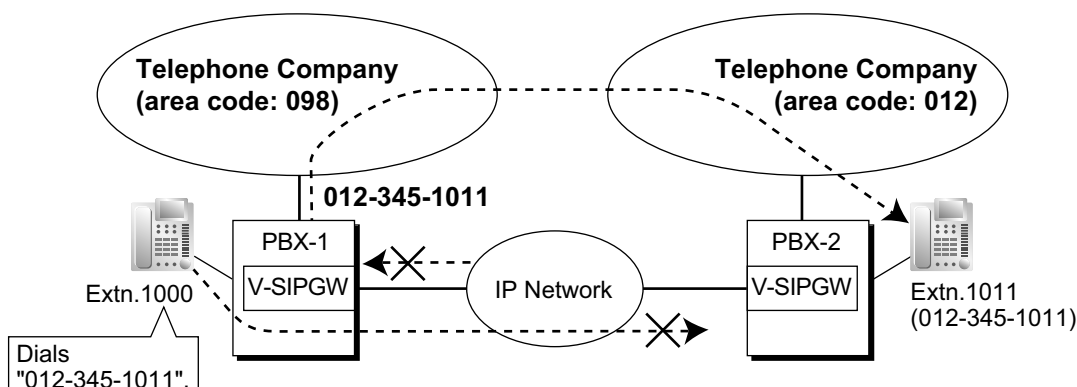 Telephone Company
(area code: 098)
Telephone Company
(area code: 012)
012-345-1011
PBX-1
V-SIPGW
IP Network
PBX-2
V-SIPGW
Extn.1000
Extn.1011
(012-345-1011)
Dials
"012-345-1011".